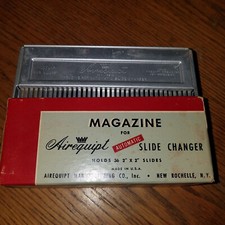 MAGAZINE
FOR
Airequipt AUTOMATIC SLIDE CHANGER
HOLDS 36 2" X 2" SLIDES
MADE IN U.S.A.
AIREQUIPT CO., Inc. • NEW ROCHELLE, N.Y.